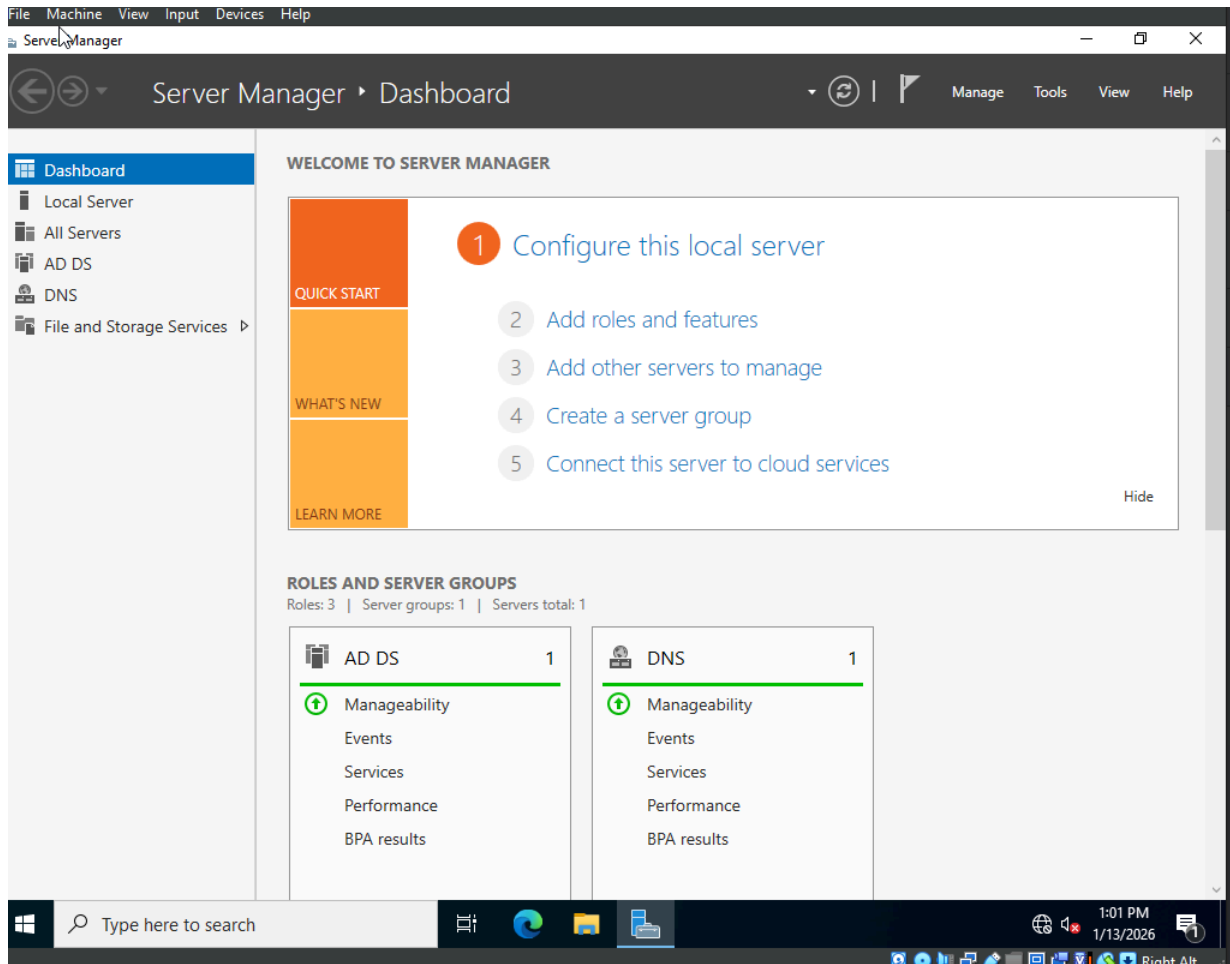 File Machine View Input Devices Help
Server Manager
Server Manager • Dashboard
Manage Tools View Help
Dashboard
Local Server
All Servers
AD DS
DNS
File and Storage Services
WELCOME TO SERVER MANAGER
QUICK START
WHAT'S NEW
LEARN MORE
1 Configure this local server
2 Add roles and features
3 Add other servers to manage
4 Create a server group
5 Connect this server to cloud services
Hide
ROLES AND SERVER GROUPS
Roles: 3 | Server groups: 1 | Servers total: 1
AD DS 1
Manageability
Events
Services
Performance
BPA results
DNS 1
Manageability
Events
Services
Performance
BPA results
Type here to search
1:01 PM
1/13/2026
1
Right Alt